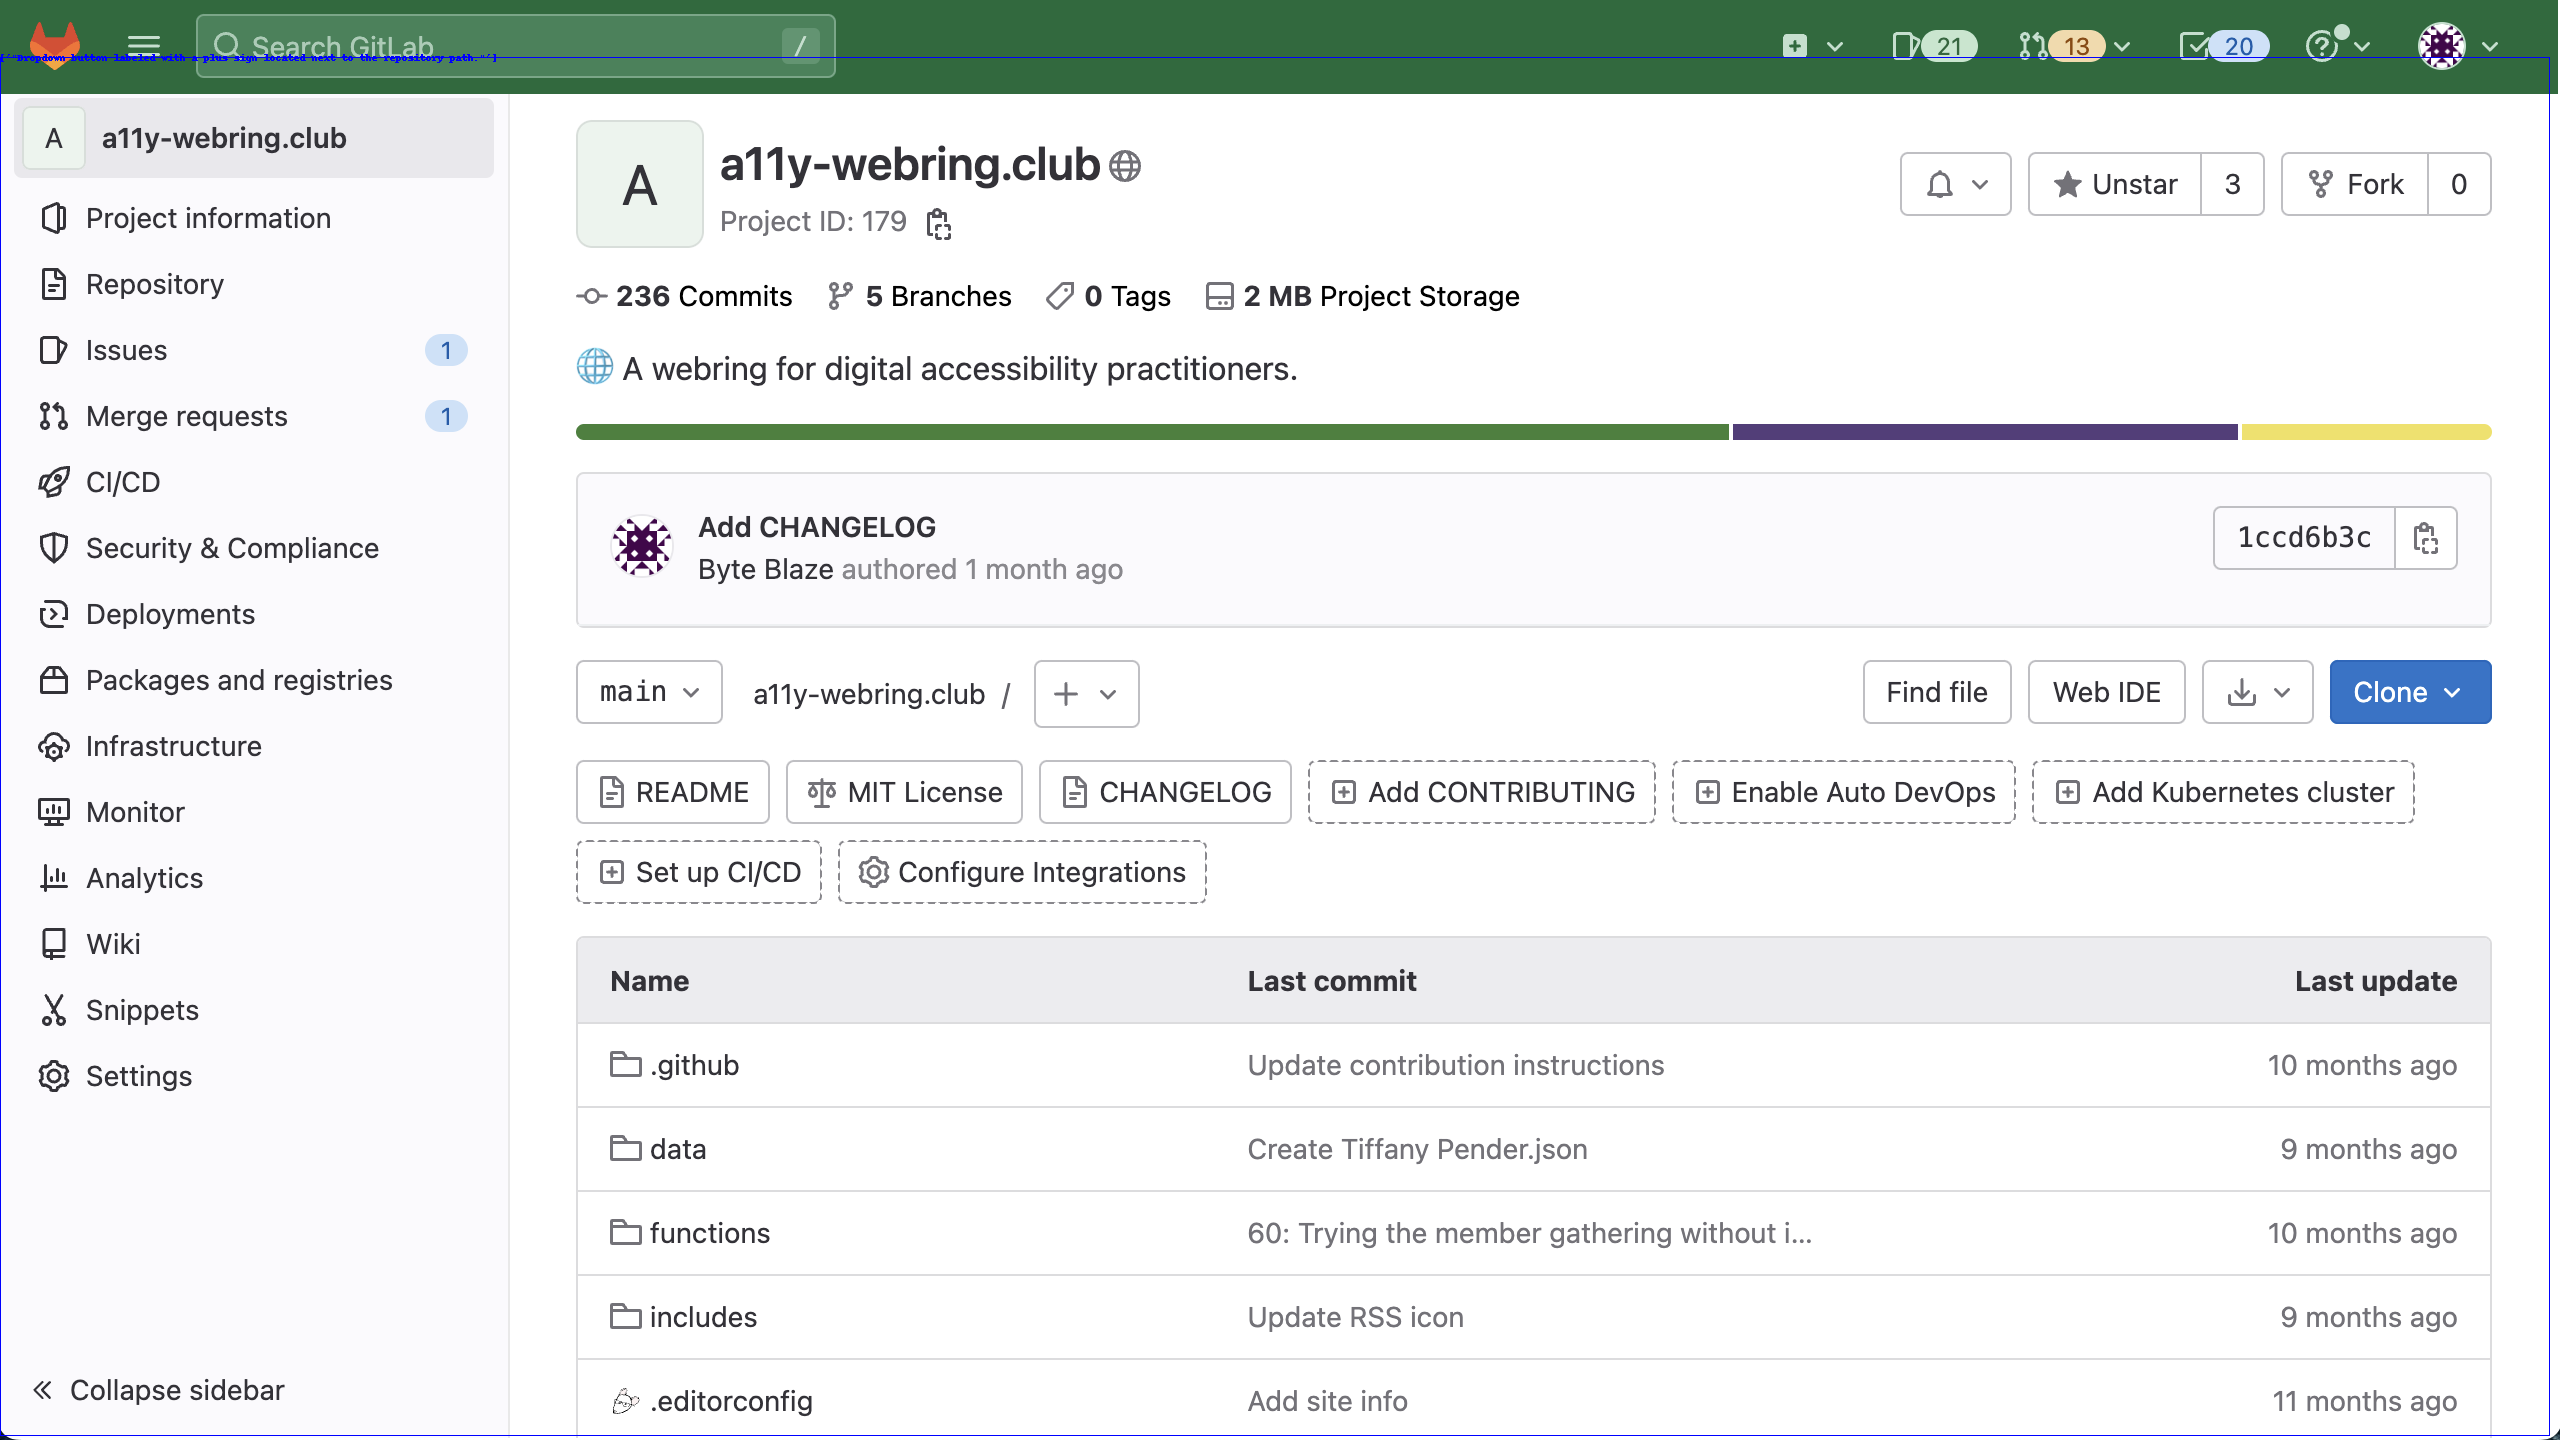 Search GitLab /
["Dropdown button labeled with a plus sign located next to the repository path."]
21
13
20
A a11y-webring.club
Project information
Repository
Issues 1
Merge requests 1
CI/CD
Security & Compliance
Deployments
Packages and registries
Infrastructure
Monitor
Analytics
Wiki
Snippets
Settings
Collapse sidebar
A
a11y-webring.club
Project ID: 179
Unstar 3
Fork 0
236 Commits 5 Branches 0 Tags 2 MB Project Storage
A webring for digital accessibility practitioners.
Add CHANGELOG
Byte Blaze authored 1 month ago
1ccd6b3c
main a11y-webring.club / +
Find file Web IDE Clone
README MIT License CHANGELOG Add CONTRIBUTING Enable Auto DevOps Add Kubernetes cluster
Set up CI/CD Configure Integrations
Name Last commit Last update
.github Update contribution instructions 10 months ago
data Create Tiffany Pender.json 9 months ago
functions 60: Trying the member gathering without i... 10 months ago
includes Update RSS icon 9 months ago
.editorconfig Add site info 11 months ago